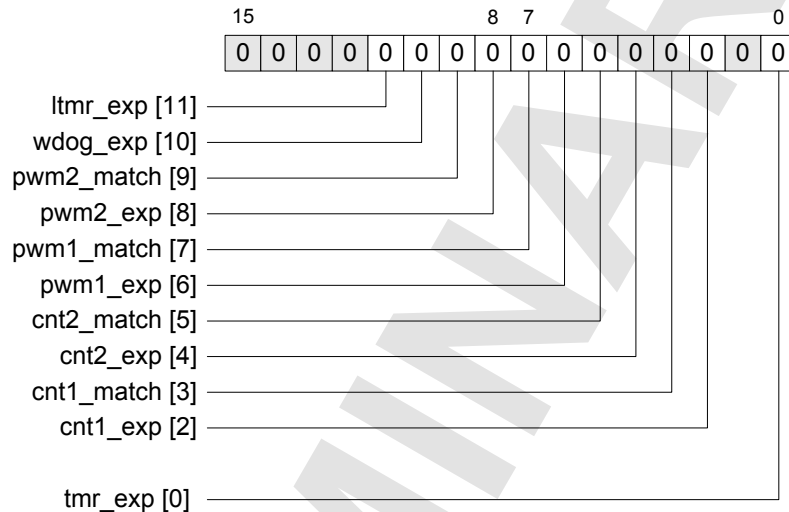 15 8 7 0
0 0 0 0 0 0 0 0 0 0 0 0 0 0 0 0
ltmr_exp [11]
wdog_exp [10]
pwm2_match [9]
pwm2_exp [8]
pwm1_match [7]
pwm1_exp [6]
cnt2_match [5]
cnt2_exp [4]
cnt1_match [3]
cnt1_exp [2]
tmr_exp [0]